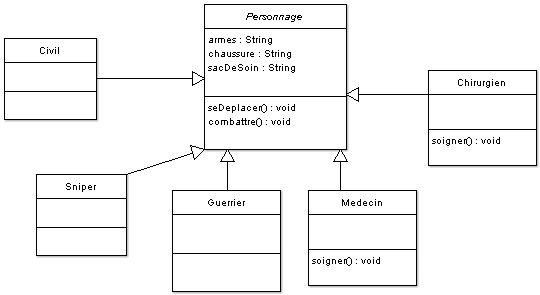 Personnage
armes : String
chaussure : String
sacDeSoin : String
seDeplacer() : void
combattre() : void
Civil
Chirurgien
soigner() : void
Sniper
Guerrier
Medecin
soigner() : void